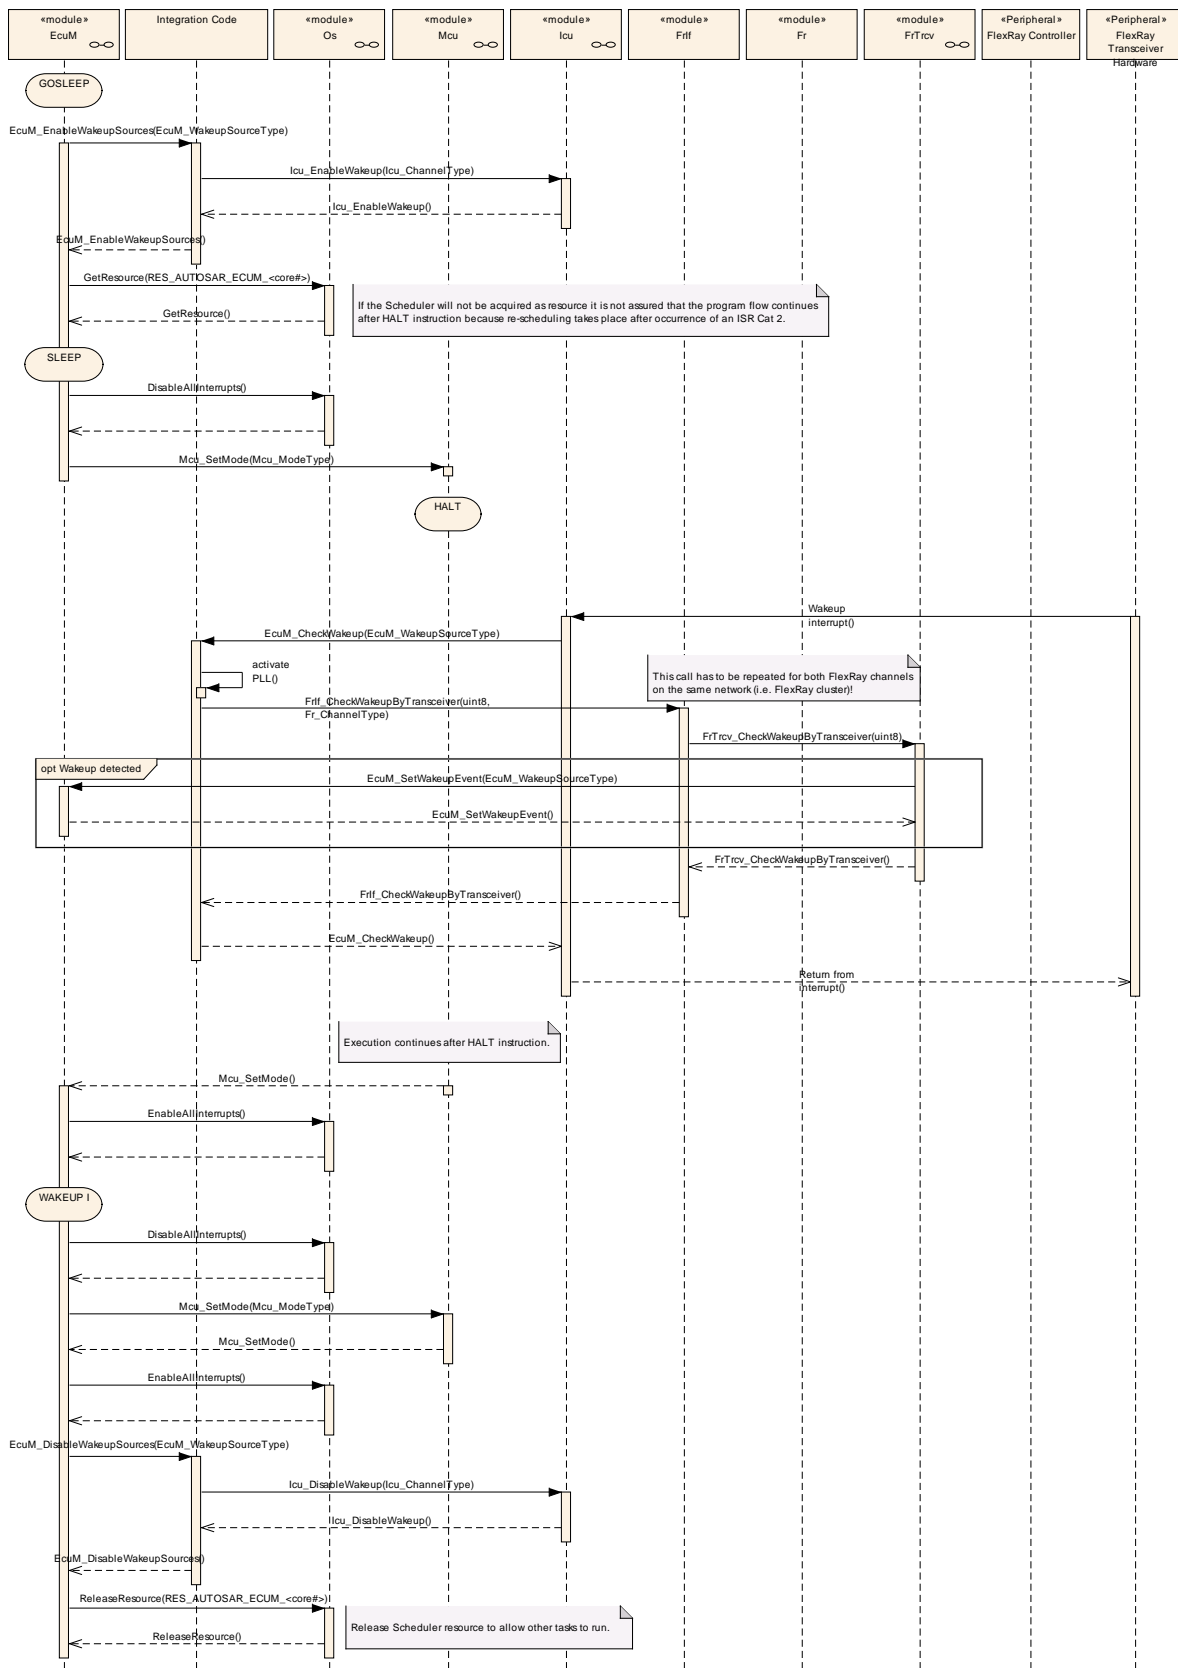 «module»
EcuM
Integration Code
«module»
Os
«module»
Mcu
«module»
Icu
«module»
FrIf
«module»
Fr
«module»
FrTrcv
«Peripheral»
FlexRay Controller
«Peripheral»
FlexRay
Transceiver
Hardware
GOSLEEP
EcuM_EnableWakeupSources(EcuM_WakeupSourceType)
Icu_EnableWakeup(Icu_ChannelType)
Icu_EnableWakeup()
EcuM_EnableWakeupSources()
GetResource(RES_AUTOSAR_ECUM_<core#>)
If the Scheduler will not be acquired as resource it is not assured that the program flow continues
after HALT instruction because re-scheduling takes place after occurrence of an ISR Cat 2.
GetResource()
SLEEP
DisableAllInterrupts()
Mcu_SetMode(Mcu_ModeType)
HALT
Wakeup
interrupt()
EcuM_CheckWakeup(EcuM_WakeupSourceType)
activate
PLL()
This call has to be repeated for both FlexRay channels
on the same network (i.e. FlexRay cluster)!
FrIf_CheckWakeupByTransceiver(uint8,
Fr_ChannelType)
FrTrcv_CheckWakeupByTransceiver(uint8)
opt Wakeup detected
EcuM_SetWakeupEvent(EcuM_WakeupSourceType)
EcuM_SetWakeupEvent()
FrTrcv_CheckWakeupByTransceiver()
FrIf_CheckWakeupByTransceiver()
EcuM_CheckWakeup()
Return from
interrupt()
Execution continues after HALT instruction.
Mcu_SetMode()
EnableAllInterrupts()
WAKEUP I
DisableAllInterrupts()
Mcu_SetMode(Mcu_ModeType)
Mcu_SetMode()
EnableAllInterrupts()
EcuM_DisableWakeupSources(EcuM_WakeupSourceType)
Icu_DisableWakeup(Icu_ChannelType)
Icu_DisableWakeup()
EcuM_DisableWakeupSources()
ReleaseResource(RES_AUTOSAR_ECUM_<core#>)
Release Scheduler resource to allow other tasks to run.
ReleaseResource()